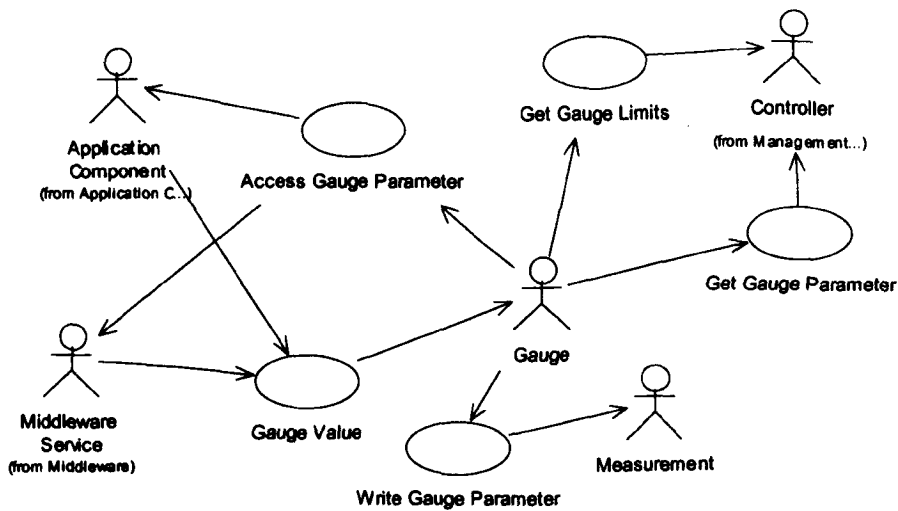 Get Gauge Limits
Controller
(from Management...)
Application
Component
(from Application C...)
Access Gauge Parameter
Get Gauge Parameter
Gauge
Middleware
Service
(from Middleware)
Gauge Value
Measurement
Write Gauge Parameter